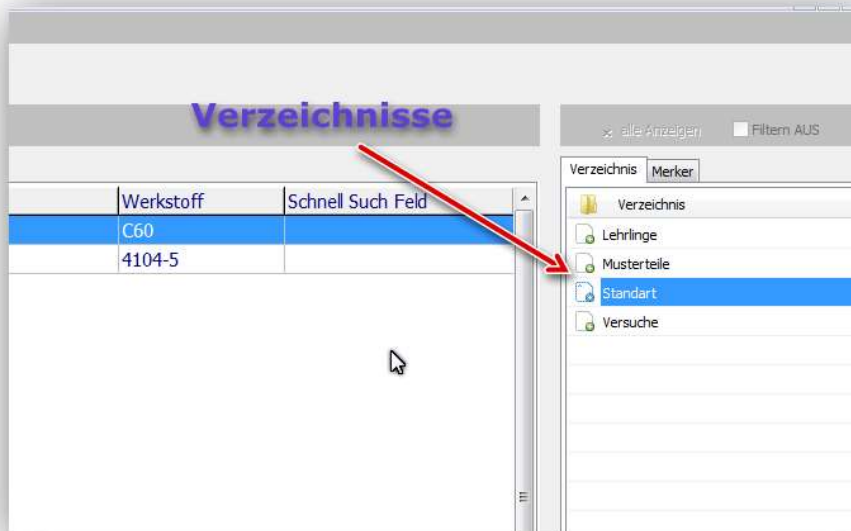 Verzeichnisse
alle Anzeigen
Filtern AUS
Verzeichnis
Merker
Werkstoff
Schnell Such Feld
C60
4104-5
Verzeichnis
Lehrlinge
Musterteile
Standart
Versuche